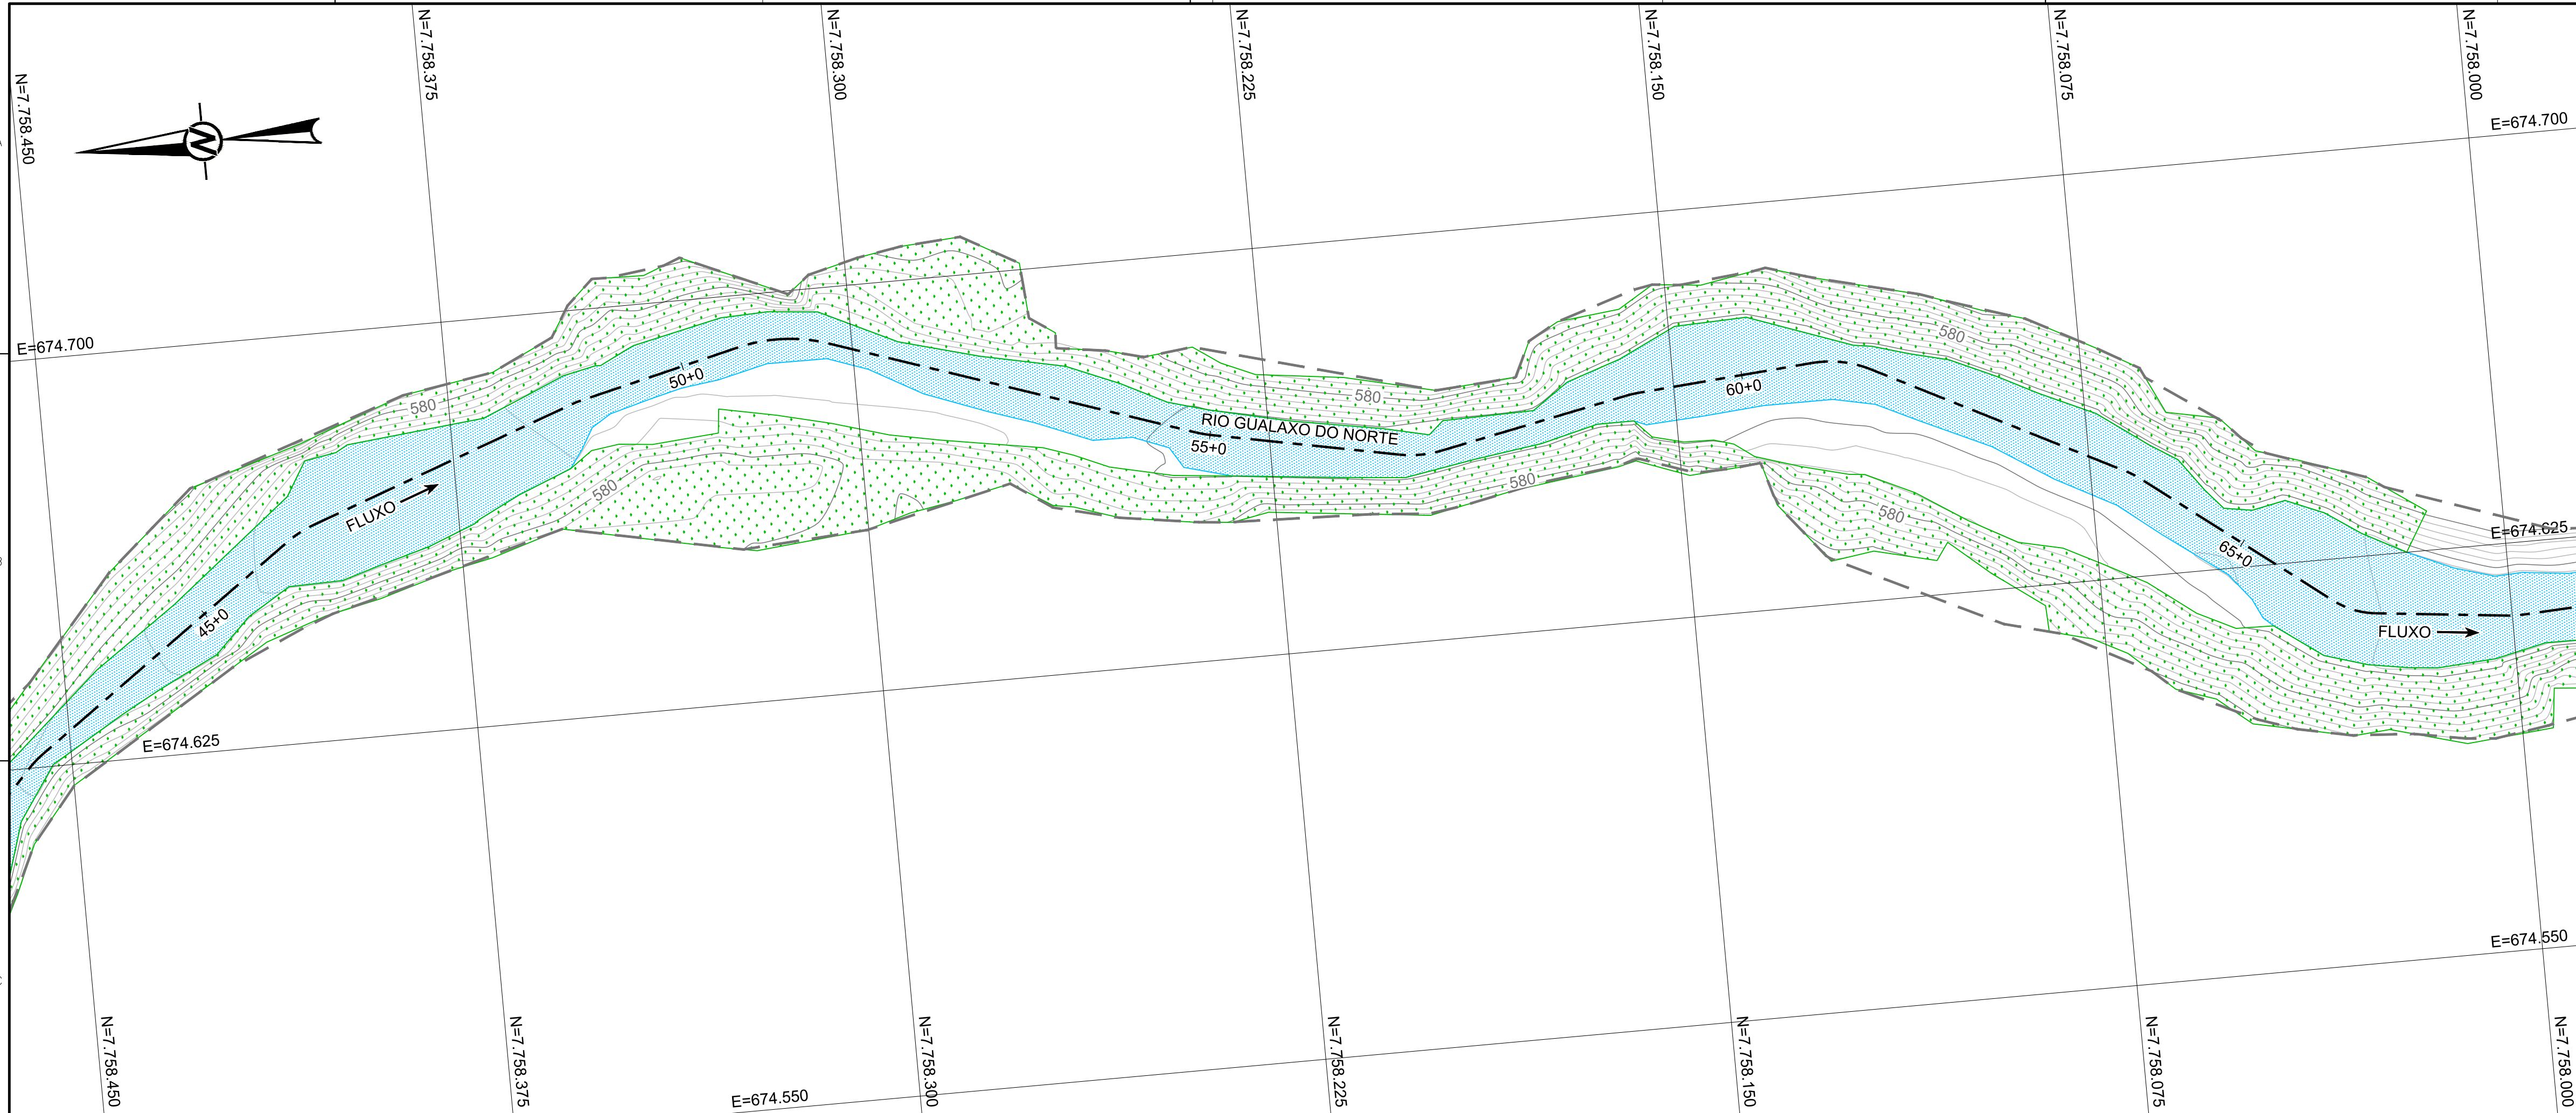 N=7.758.450
N=7.758.375
N=7.758.300
N=7.758.225
N=7.758.150
N=7.758.075
N=7.758.000
E=674.700
N
E=674.700
580
50+0
RIO GUALAXO DO NORTE
55+0
580
60+0
580
580
580
580
FLUXO
45+0
65+0
E=674.625
FLUXO
E=674.625
E=674.550
E=674.550
N=7.758.450
N=7.758.375
N=7.758.300
N=7.758.225
N=7.758.150
N=7.758.075
N=7.758.000